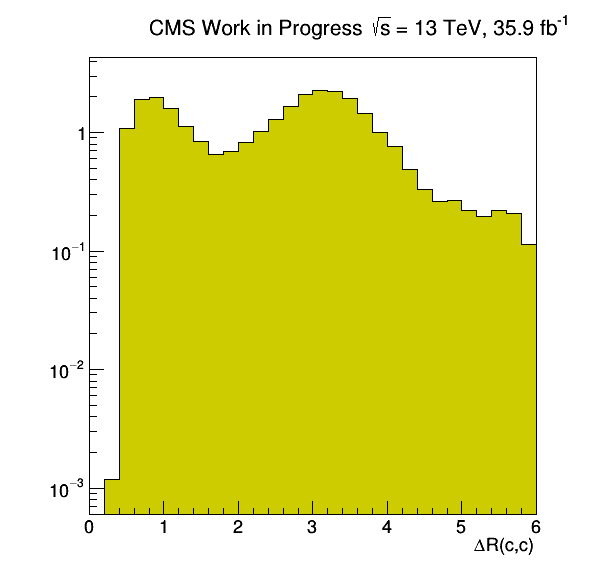 CMS Work in Progress √s = 13 TeV, 35.9 fb⁻¹
1
10⁻¹
10⁻²
10⁻³
0 1 2 3 4 5 6
ΔR(c,c)